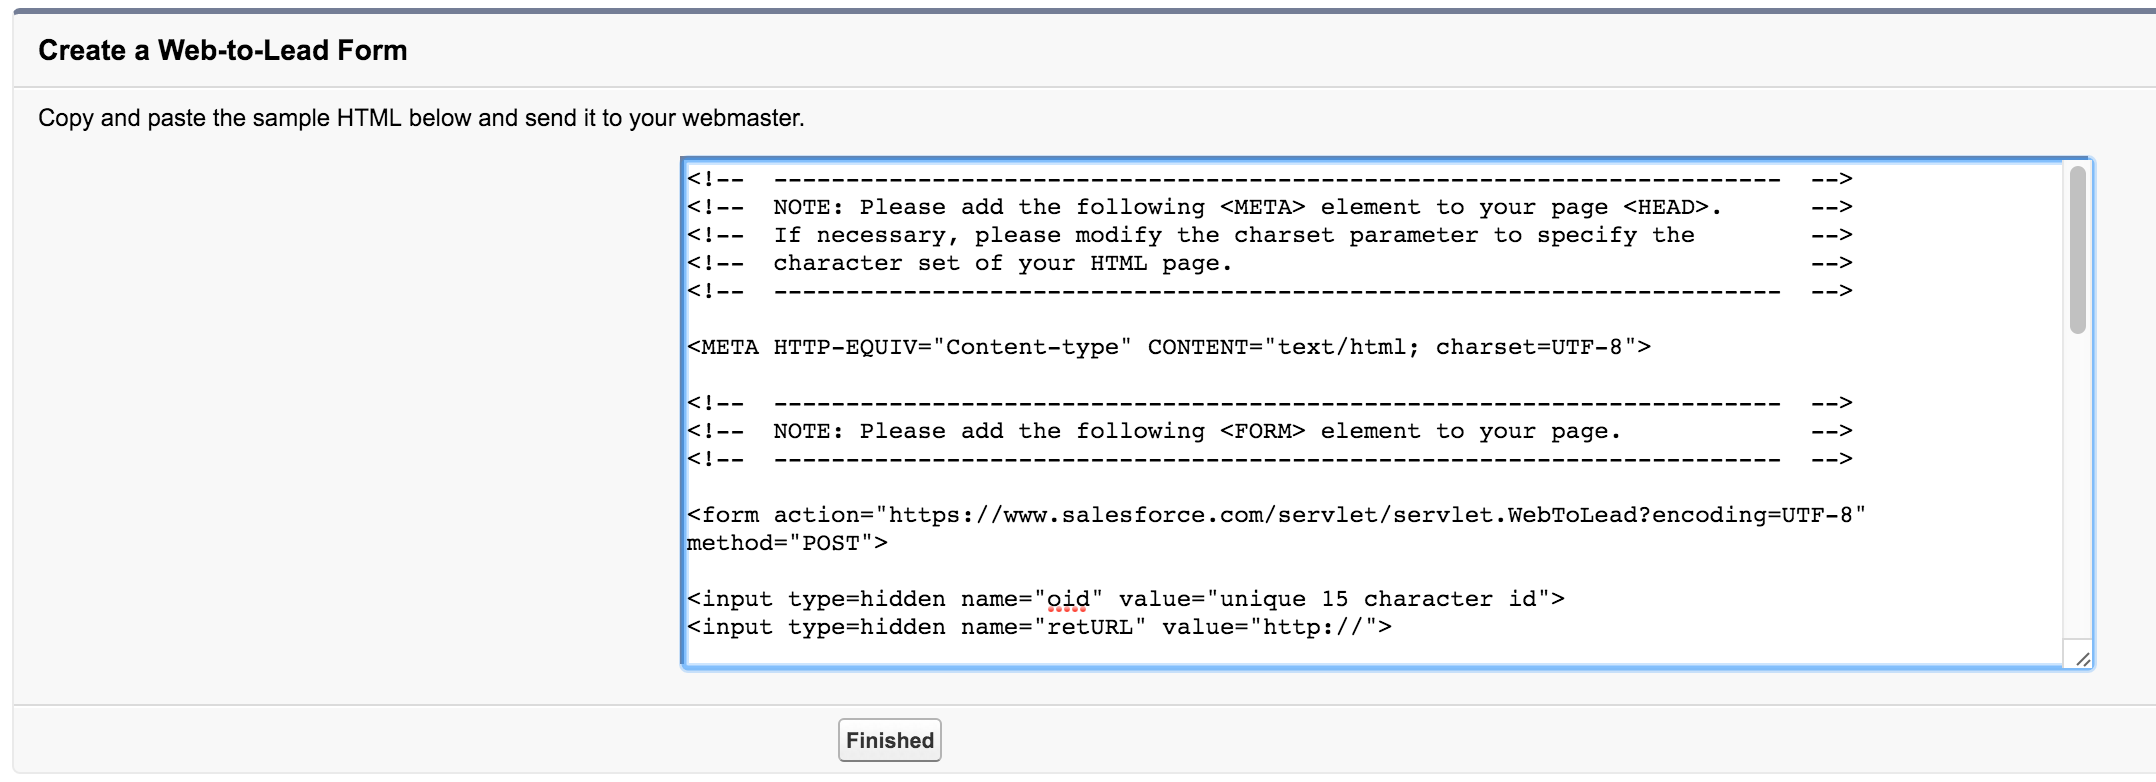 Create a Web-to-Lead Form
Copy and paste the sample HTML below and send it to your webmaster.
<!--  ----------------------------------------------------------------------  -->
<!--  NOTE: Please add the following <META> element to your page <HEAD>.      -->
<!--  If necessary, please modify the charset parameter to specify the        -->
<!--  character set of your HTML page.                                        -->
<!--  ----------------------------------------------------------------------  -->
<META HTTP-EQUIV="Content-type" CONTENT="text/html; charset=UTF-8">
<!--  ----------------------------------------------------------------------  -->
<!--  NOTE: Please add the following <FORM> element to your page.             -->
<!--  ----------------------------------------------------------------------  -->
<form action="https://www.salesforce.com/servlet/servlet.WebToLead?encoding=UTF-8"
method="POST">
<input type=hidden name="oid" value="unique 15 character id">
<input type=hidden name="retURL" value="http://">
Finished